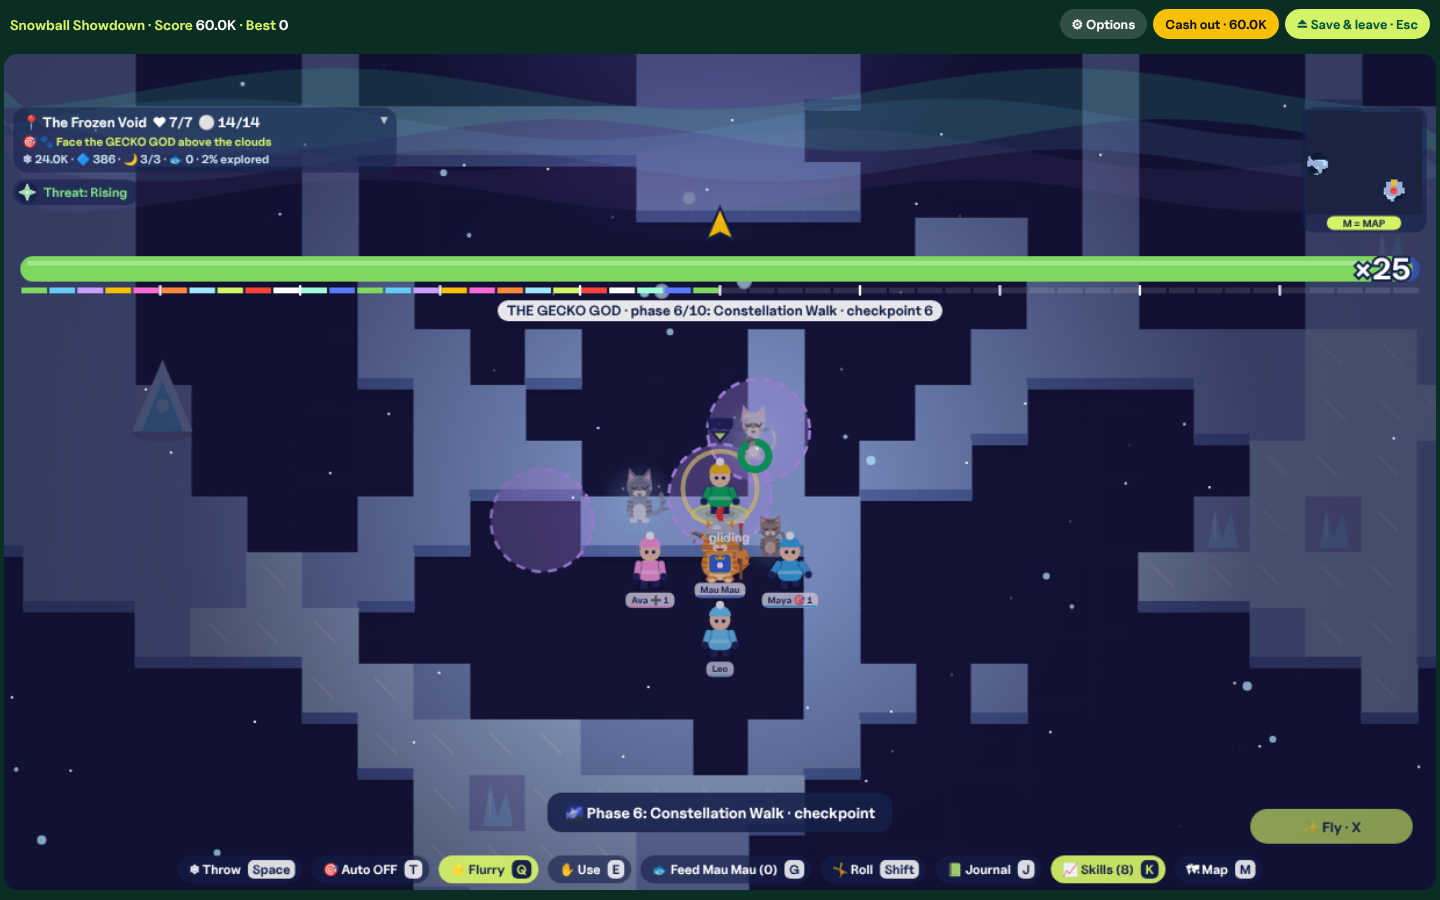 Snowball Showdown · Score 60.0K · Best 0
Options
Cash out · 60.0K
Save & leave · Esc
The Frozen Void 7/7 14/14
Face the GECKO GOD above the clouds
24.0K · 386 · 3/3 · 0 · 2% explored
Threat: Rising
M = MAP
×25
THE GECKO GOD · phase 6/10: Constellation Walk · checkpoint 6
gliding
Ava 1
Mau Mau
Maya 1
Leo
Phase 6: Constellation Walk · checkpoint
Fly · X
Throw Space
Auto OFF T
Flurry Q
Use E
Feed Mau Mau (0) G
Roll Shift
Journal J
Skills (8) K
Map M